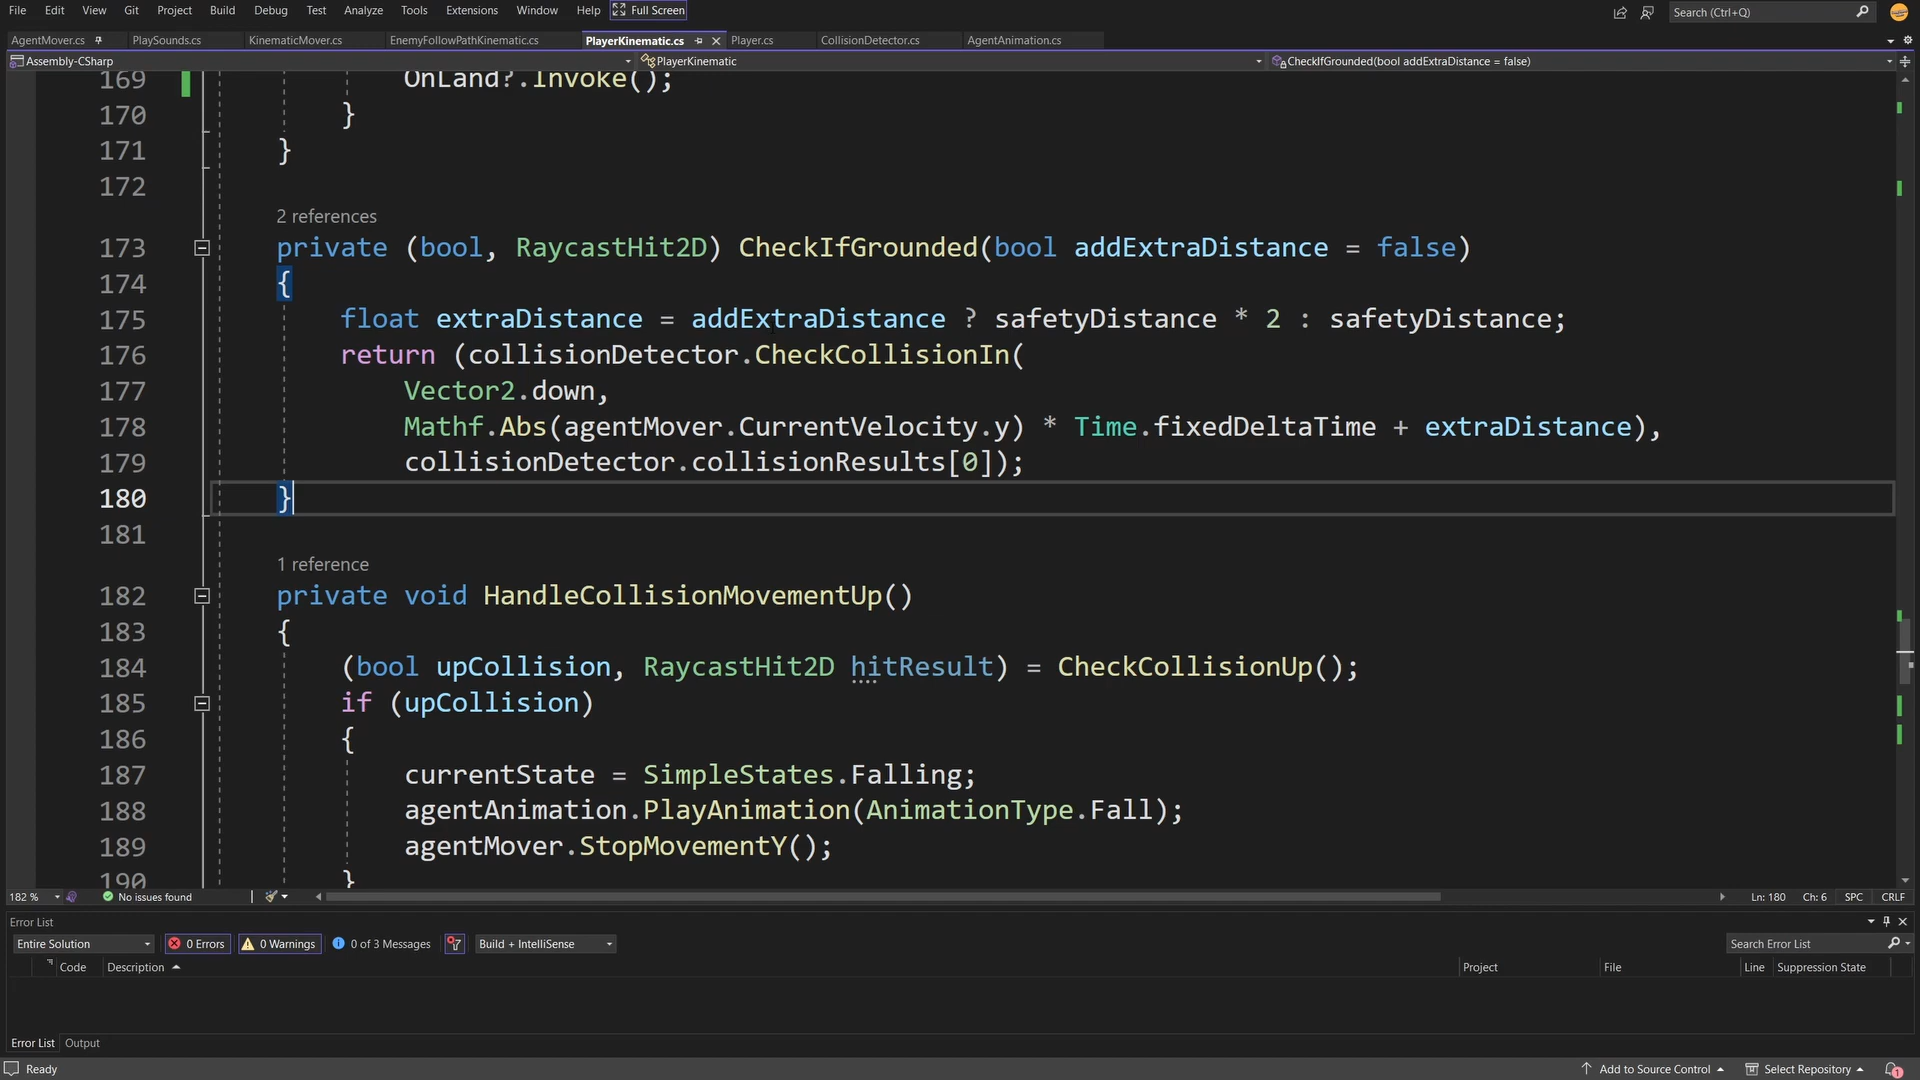 File Edit View Git Project Build Debug Test Analyze Tools Extensions Window Help Full Screen Search (Ctrl+Q)
AgentMover.cs PlaySounds.cs KinematicMover.cs EnemyFollowPathKinematic.cs PlayerKinematic.cs Player.cs CollisionDetector.cs AgentAnimation.cs
Assembly-CSharp PlayerKinematic CheckIfGrounded(bool addExtraDistance = false)
169 OnLand?.Invoke();
170 }
171 }
172
2 references
173 private (bool, RaycastHit2D) CheckIfGrounded(bool addExtraDistance = false)
174 {
175 float extraDistance = addExtraDistance ? safetyDistance * 2 : safetyDistance;
176 return (collisionDetector.CheckCollisionIn(
177 Vector2.down,
178 Mathf.Abs(agentMover.CurrentVelocity.y) * Time.fixedDeltaTime + extraDistance),
179 collisionDetector.collisionResults[0]);
180 }
181
1 reference
182 private void HandleCollisionMovementUp()
183 {
184 (bool upCollision, RaycastHit2D hitResult) = CheckCollisionUp();
185 if (upCollision)
186 {
187 currentState = SimpleStates.Falling;
188 agentAnimation.PlayAnimation(AnimationType.Fall);
189 agentMover.StopMovementY();
190 }
182 % No issues found Ln: 180 Ch: 6 SPC CRLF
Error List
Entire Solution 0 Errors 0 Warnings 0 of 3 Messages Build + IntelliSense Search Error List
Code Description Project File Line Suppression State
Error List Output
Ready Add to Source Control Select Repository 1